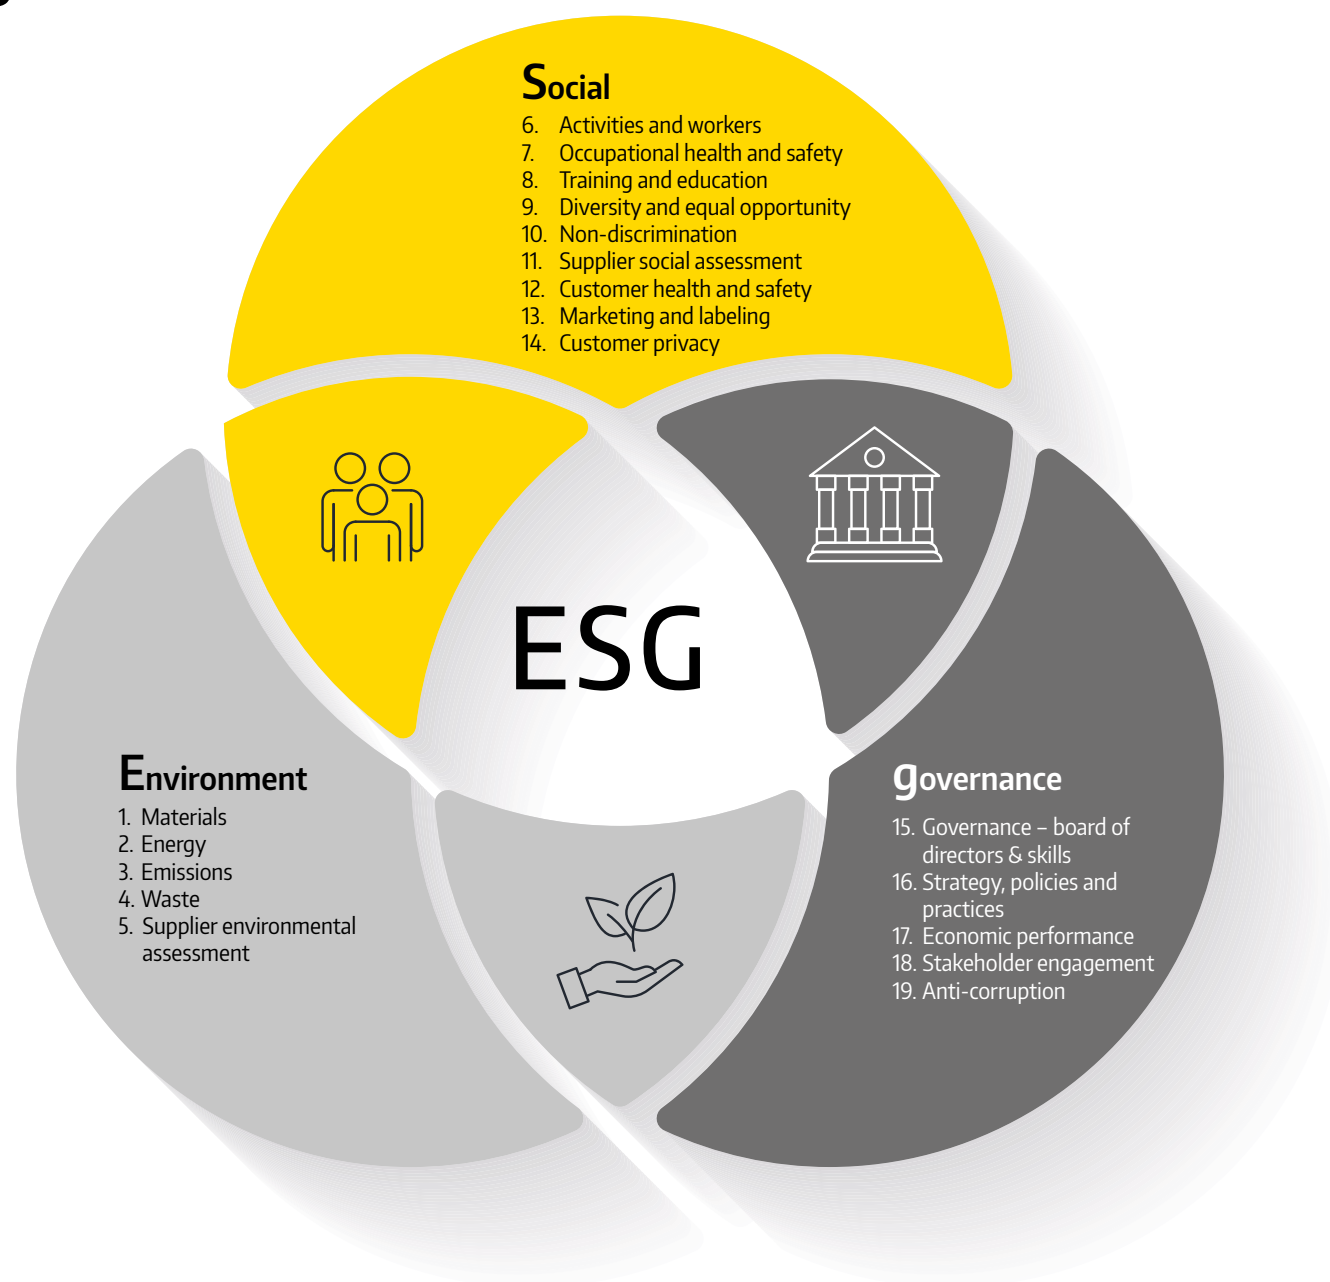 Social
6. Activities and workers
7. Occupational health and safety
8. Training and education
9. Diversity and equal opportunity
10. Non-discrimination
11. Supplier social assessment
12. Customer health and safety
13. Marketing and labeling
14. Customer privacy
ESG
Environment
1. Materials
2. Energy
3. Emissions
4. Waste
5. Supplier environmental
assessment
governance
15. Governance – board of
directors & skills
16. Strategy, policies and
practices
17. Economic performance
18. Stakeholder engagement
19. Anti-corruption